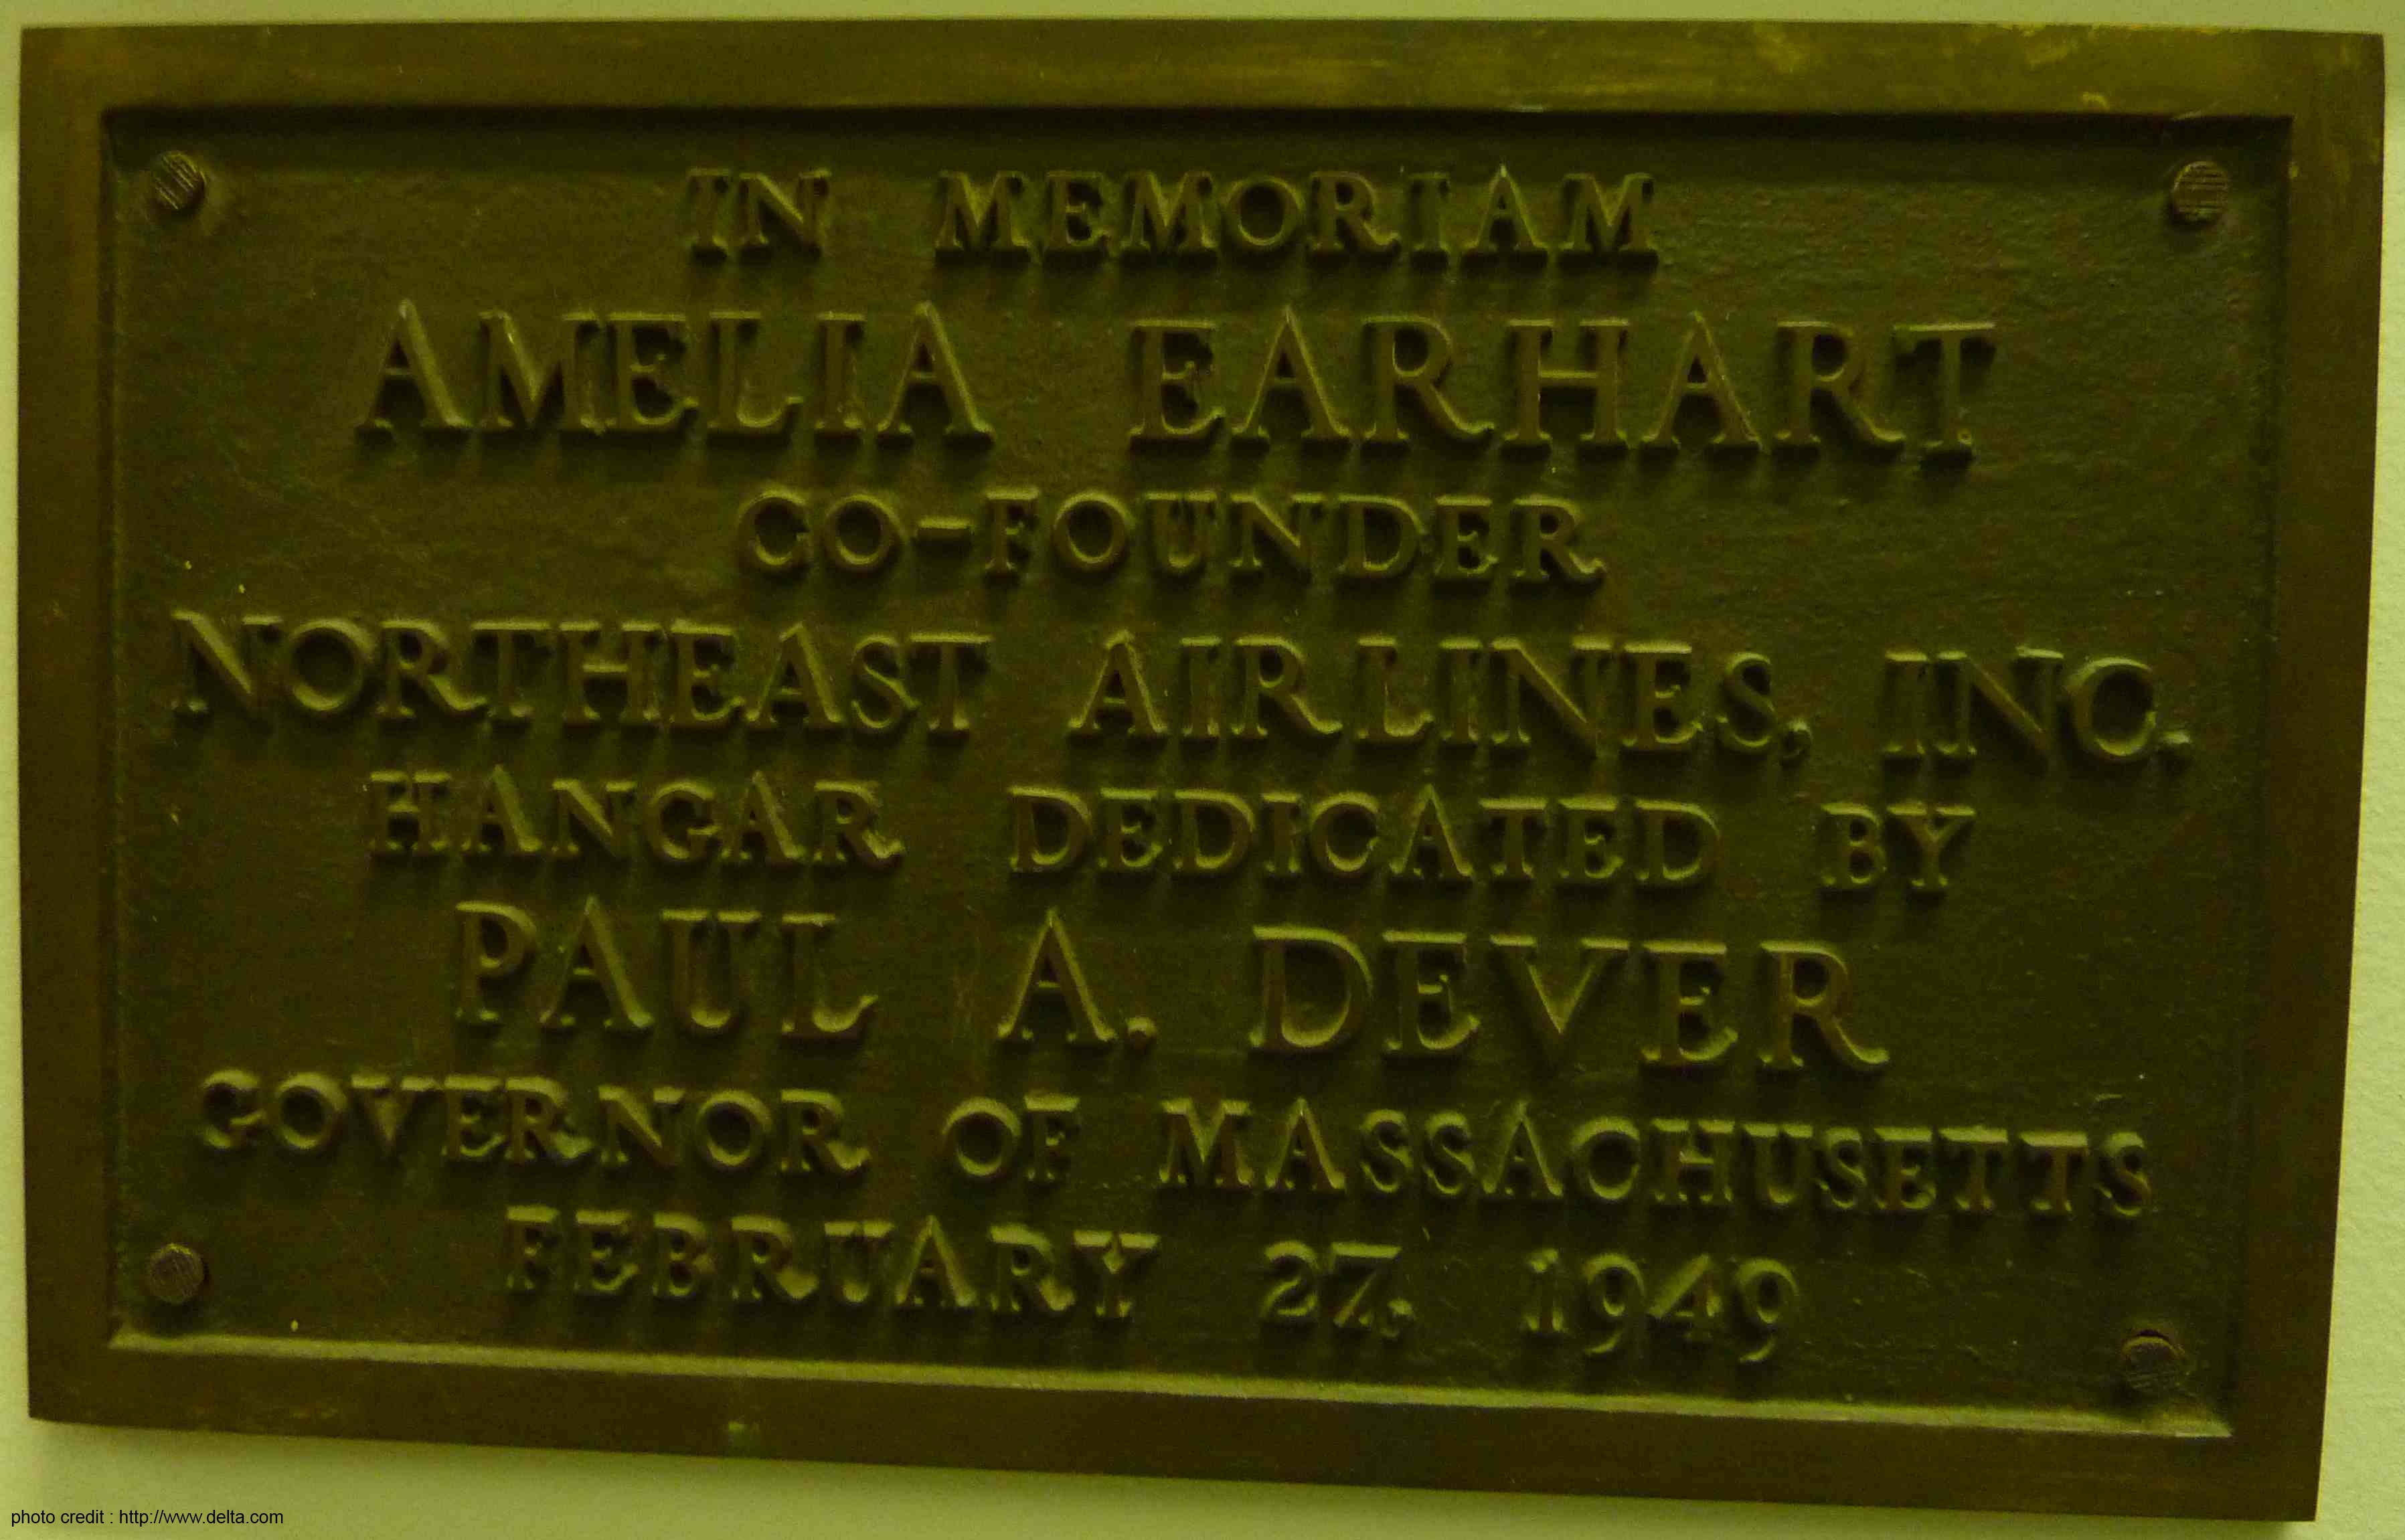 IN MEMORIAM
AMELIA EARHART
CO-FOUNDER
NORTHEAST AIRLINES, INC.
HANGAR DEDICATED BY
PAUL A. DEVER
GOVERNOR OF MASSACHUSETTS
FEBRUARY 27, 1949
photo credit : http://www.delta.com